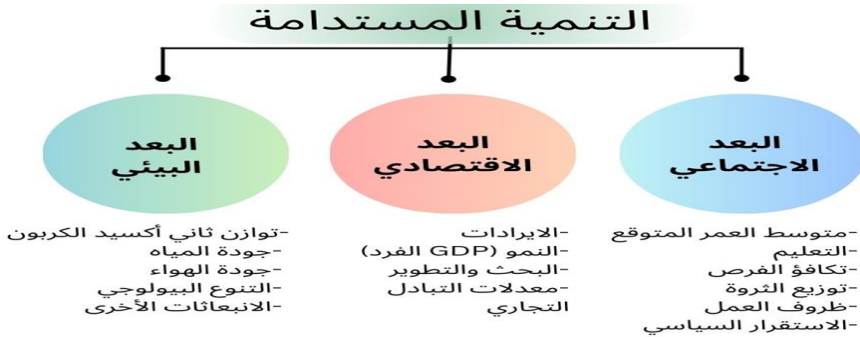 التنمية المستدامة
البعد
الاجتماعي
-متوسط العمر المتوقع
-التعليم
-تكافؤ الفرص
-توزيع الثروة
-ظروف العمل
-الاستقرار السياسي
البعد
الاقتصادي
-الايرادات
-النمو (GDP الفرد)
-البحث والتطوير
-معدلات التبادل
التجاري
البعد
البيئي
-توازن ثاني أكسيد الكربون
-جودة المياه
-جودة الهواء
-التنوع البيولوجي
-الانبعاثات الأخرى